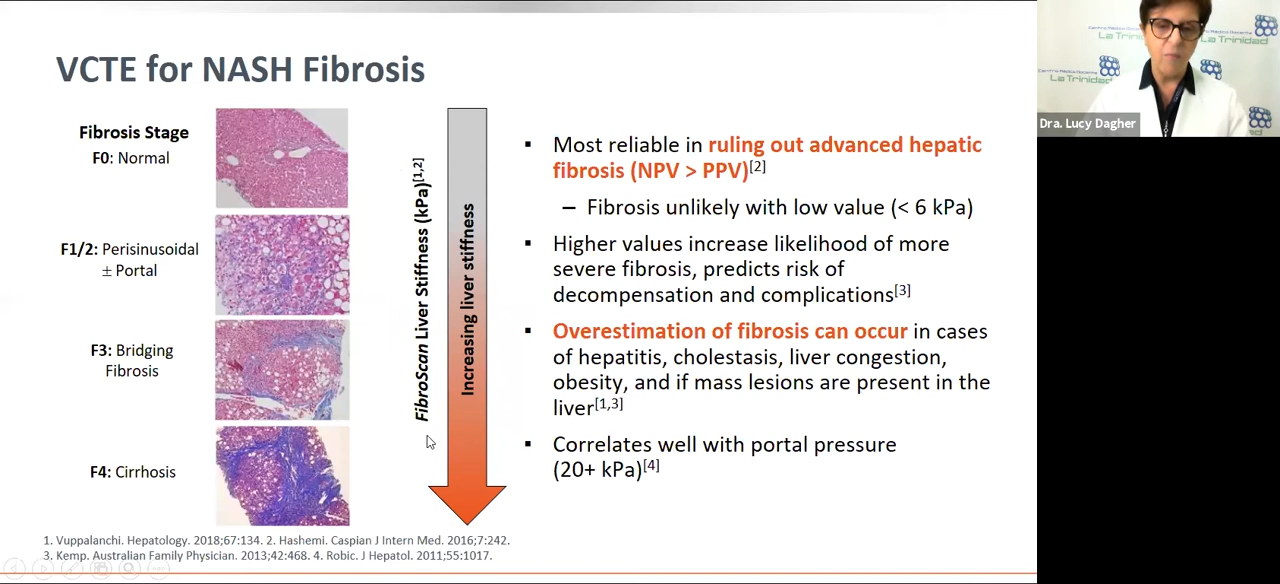 VCTE for NASH Fibrosis
Fibrosis Stage
F0: Normal
F1/2: Perisinusoidal
± Portal
F3: Bridging
Fibrosis
F4: Cirrhosis
FibroScan Liver Stiffness (kPa)[1,2]
Increasing liver stiffness
▪ Most reliable in ruling out advanced hepatic
fibrosis (NPV > PPV)[2]
– Fibrosis unlikely with low value (< 6 kPa)
▪ Higher values increase likelihood of more
severe fibrosis, predicts risk of
decompensation and complications[3]
▪ Overestimation of fibrosis can occur in cases
of hepatitis, cholestasis, liver congestion,
obesity, and if mass lesions are present in the
liver[1,3]
▪ Correlates well with portal pressure
(20+ kPa)[4]
1. Vuppalanchi. Hepatology. 2018;67:134. 2. Hashemi. Caspian J Intern Med. 2016;7:242.
3. Kemp. Australian Family Physician. 2013;42:468. 4. Robic. J Hepatol. 2011;55:1017.
La Trinidad
La Trinidad
La Trinidad
Dra. Lucy Dagher